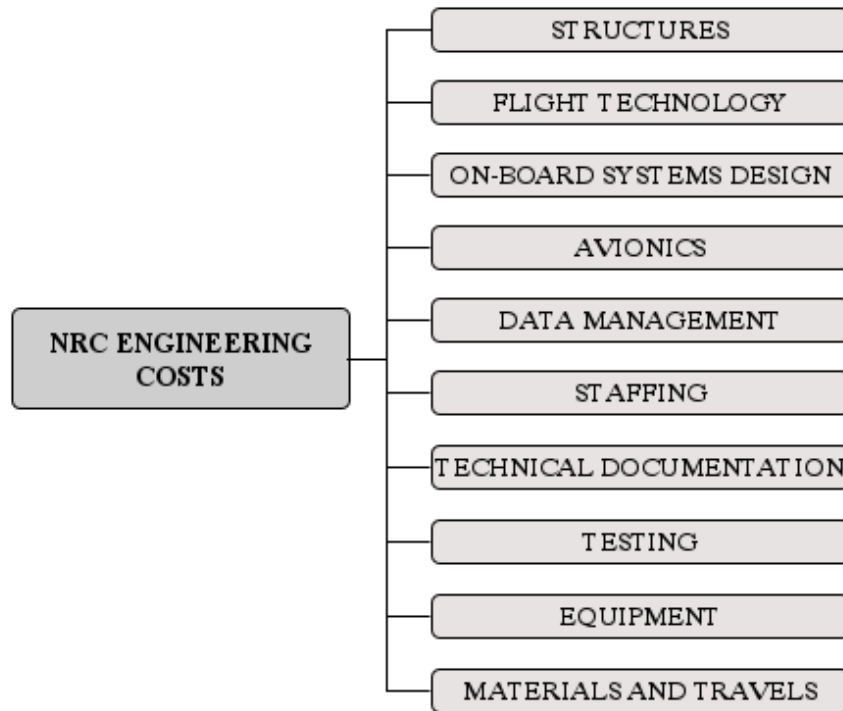 STRUCTURES
FLIGHT TECHNOLOGY
ON-BOARD SYSTEMS DESIGN
AVIONICS
DATA MANAGEMENT
NRC ENGINEERING
COSTS
STAFFING
TECHNICAL DOCUMENTATION
TESTING
EQUIPMENT
MATERIALS AND TRAVELS